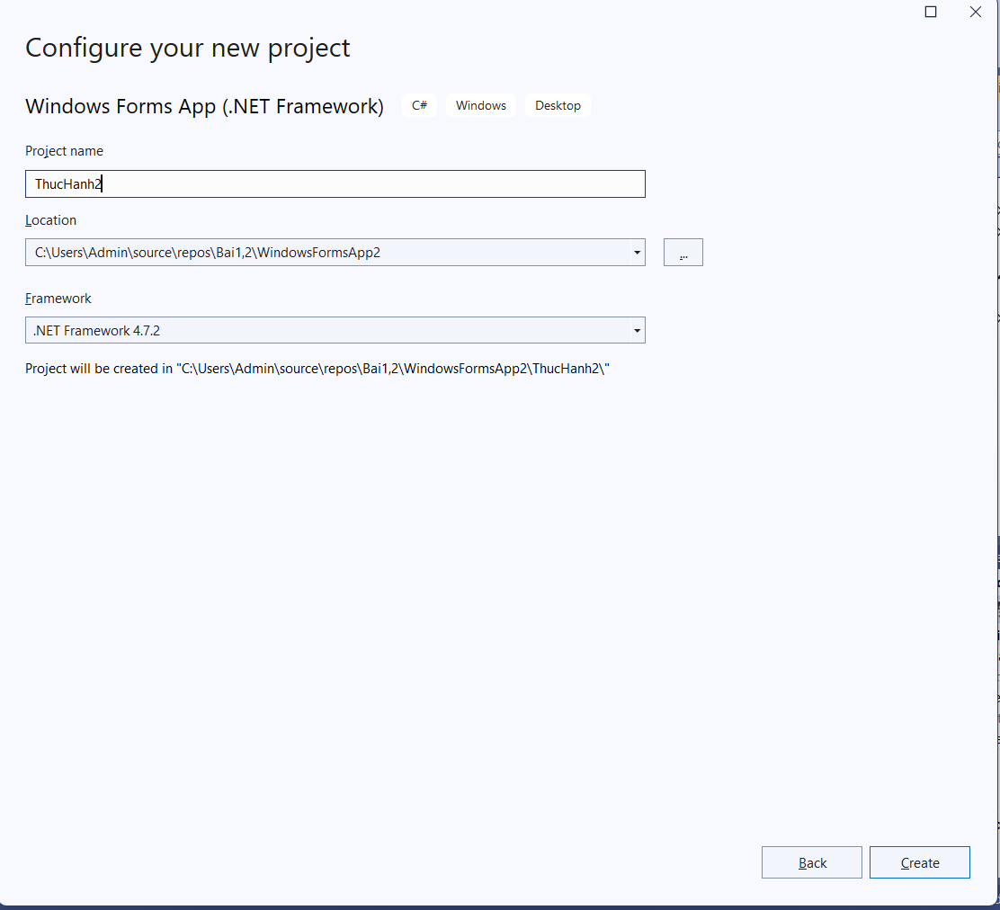 Configure your new project
Windows Forms App (.NET Framework) C# Windows Desktop
Project name
ThucHanh2
Location
C:\Users\Admin\source\repos\Bai1,2\WindowsFormsApp2
...
Framework
.NET Framework 4.7.2
Project will be created in "C:\Users\Admin\source\repos\Bai1,2\WindowsFormsApp2\ThucHanh2\"
Back Create